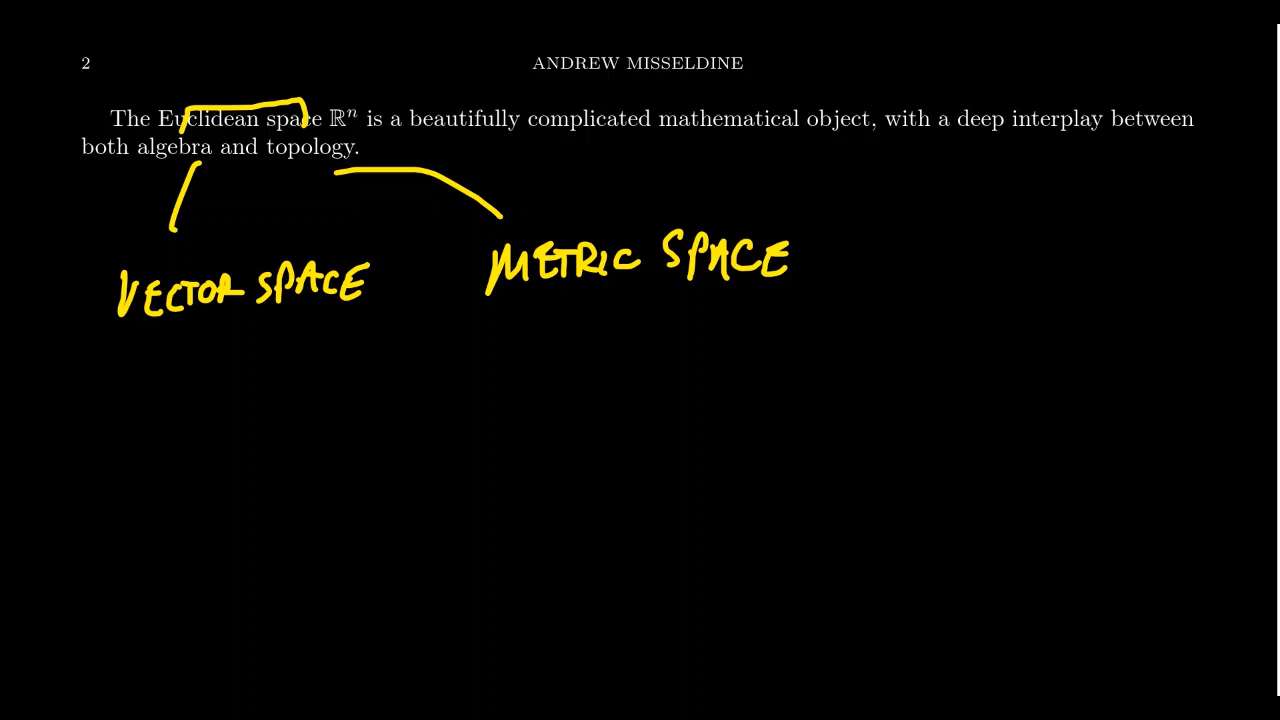 2 ANDREW MISSELDINE
The Euclidean space ℝⁿ is a beautifully complicated mathematical object, with a deep interplay between
both algebra and topology.
VECTOR SPACE METRIC SPACE